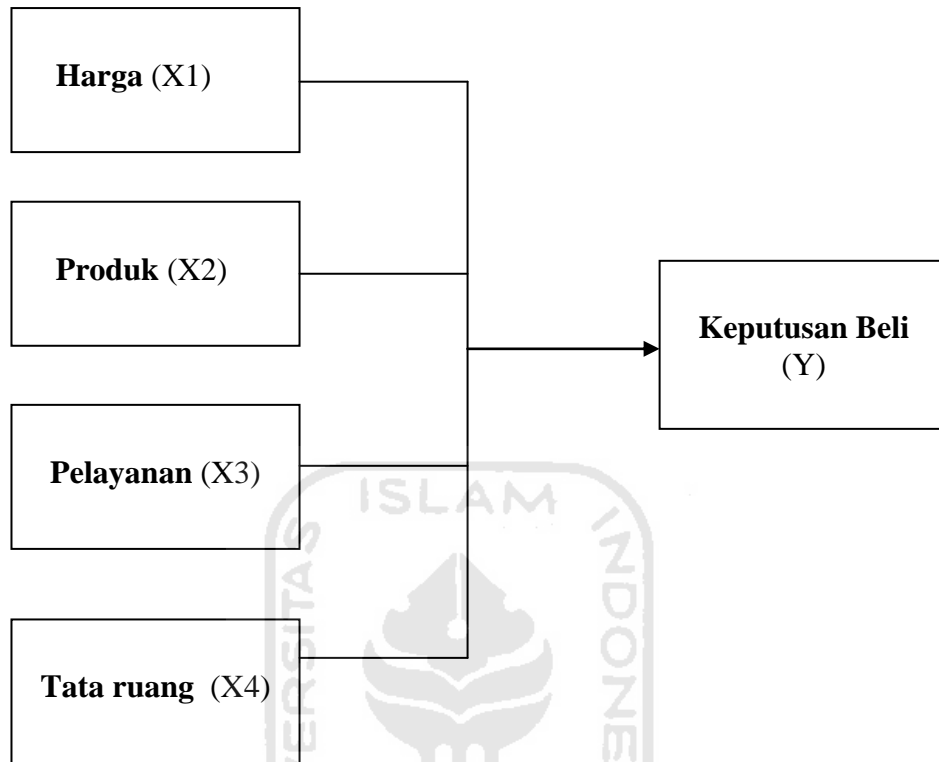 Harga (X1)
Produk (X2)
Keputusan Beli
(Y)
Pelayanan (X3)
ISLAM
Tata ruang (X4)